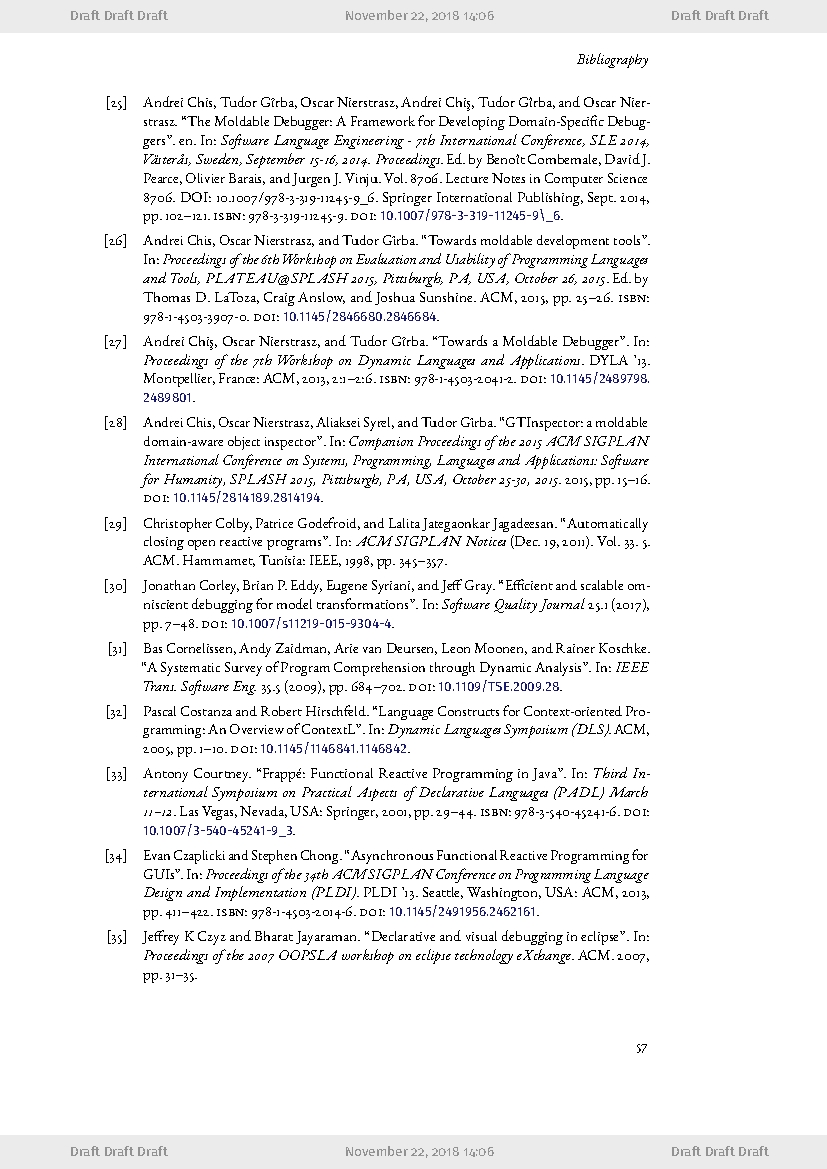 Draft Draft Draft November 22, 2018 14:06 Draft Draft Draft
Bibliography
[25] Andrei Chis, Tudor Gîrba, Oscar Nierstrasz, Andrei Chiş, Tudor Gîrba, and Oscar Nier-
strasz. “The Moldable Debugger: A Framework for Developing Domain-Specific Debug-
gers”. en. In: Software Language Engineering - 7th International Conference, SLE 2014,
Västerås, Sweden, September 15-16, 2014. Proceedings. Ed. by Benoît Combemale, David J.
Pearce, Olivier Barais, and Jurgen J. Vinju. Vol. 8706. Lecture Notes in Computer Science
8706. DOI: 10.1007/978-3-319-11245-9_6. Springer International Publishing, Sept. 2014,
pp. 102–121. ISBN: 978-3-319-11245-9. DOI: 10.1007/978-3-319-11245-9\_6.
[26] Andrei Chis, Oscar Nierstrasz, and Tudor Gîrba. “Towards moldable development tools”.
In: Proceedings of the 6th Workshop on Evaluation and Usability of Programming Languages
and Tools, PLATEAU@SPLASH 2015, Pittsburgh, PA, USA, October 26, 2015. Ed. by
Thomas D. LaToza, Craig Anslow, and Joshua Sunshine. ACM, 2015, pp. 25–26. ISBN:
978-1-4503-3907-0. DOI: 10.1145/2846680.2846684.
[27] Andrei Chiş, Oscar Nierstrasz, and Tudor Gîrba. “Towards a Moldable Debugger”. In:
Proceedings of the 7th Workshop on Dynamic Languages and Applications. DYLA ’13.
Montpellier, France: ACM, 2013, 2:1–2:6. ISBN: 978-1-4503-2041-2. DOI: 10.1145/2489798.
2489801.
[28] Andrei Chis, Oscar Nierstrasz, Aliaksei Syrel, and Tudor Gîrba. “GTInspector: a moldable
domain-aware object inspector”. In: Companion Proceedings of the 2015 ACM SIGPLAN
International Conference on Systems, Programming, Languages and Applications: Software
for Humanity, SPLASH 2015, Pittsburgh, PA, USA, October 25-30, 2015. 2015, pp. 15–16.
DOI: 10.1145/2814189.2814194.
[29] Christopher Colby, Patrice Godefroid, and Lalita Jategaonkar Jagadeesan. “Automatically
closing open reactive programs”. In: ACM SIGPLAN Notices (Dec. 19, 2011). Vol. 33. 5.
ACM. Hammamet, Tunisia: IEEE, 1998, pp. 345–357.
[30] Jonathan Corley, Brian P. Eddy, Eugene Syriani, and Jeff Gray. “Efficient and scalable om-
niscient debugging for model transformations”. In: Software Quality Journal 25.1 (2017),
pp. 7–48. DOI: 10.1007/s11219-015-9304-4.
[31] Bas Cornelissen, Andy Zaidman, Arie van Deursen, Leon Moonen, and Rainer Koschke.
“A Systematic Survey of Program Comprehension through Dynamic Analysis”. In: IEEE
Trans. Software Eng. 35.5 (2009), pp. 684–702. DOI: 10.1109/TSE.2009.28.
[32] Pascal Costanza and Robert Hirschfeld. “Language Constructs for Context-oriented Pro-
gramming: An Overview of ContextL”. In: Dynamic Languages Symposium (DLS). ACM,
2005, pp. 1–10. DOI: 10.1145/1146841.1146842.
[33] Antony Courtney. “Frappé: Functional Reactive Programming in Java”. In: Third In-
ternational Symposium on Practical Aspects of Declarative Languages (PADL) March
11–12. Las Vegas, Nevada, USA: Springer, 2001, pp. 29–44. ISBN: 978-3-540-45241-6. DOI:
10.1007/3-540-45241-9_3.
[34] Evan Czaplicki and Stephen Chong. “Asynchronous Functional Reactive Programming for
GUIs”. In: Proceedings of the 34th ACM SIGPLAN Conference on Programming Language
Design and Implementation (PLDI). PLDI ’13. Seattle, Washington, USA: ACM, 2013,
pp. 411–422. ISBN: 978-1-4503-2014-6. DOI: 10.1145/2491956.2462161.
[35] Jeffrey K Czyz and Bharat Jayaraman. “Declarative and visual debugging in eclipse”. In:
Proceedings of the 2007 OOPSLA workshop on eclipse technology eXchange. ACM. 2007,
pp. 31–35.
57
Draft Draft Draft November 22, 2018 14:06 Draft Draft Draft